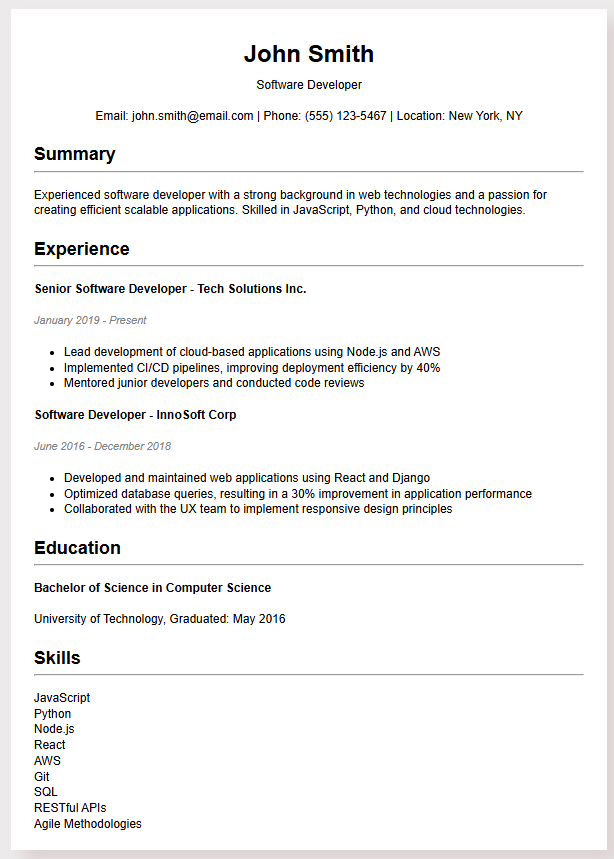 John Smith
Software Developer
Email: john.smith@email.com | Phone: (555) 123-5467 | Location: New York, NY
Summary
Experienced software developer with a strong background in web technologies and a passion for
creating efficient scalable applications. Skilled in JavaScript, Python, and cloud technologies.
Experience
Senior Software Developer - Tech Solutions Inc.
January 2019 - Present
• Lead development of cloud-based applications using Node.js and AWS
• Implemented CI/CD pipelines, improving deployment efficiency by 40%
• Mentored junior developers and conducted code reviews
Software Developer - InnoSoft Corp
June 2016 - December 2018
• Developed and maintained web applications using React and Django
• Optimized database queries, resulting in a 30% improvement in application performance
• Collaborated with the UX team to implement responsive design principles
Education
Bachelor of Science in Computer Science
University of Technology, Graduated: May 2016
Skills
JavaScript
Python
Node.js
React
AWS
Git
SQL
RESTful APIs
Agile Methodologies